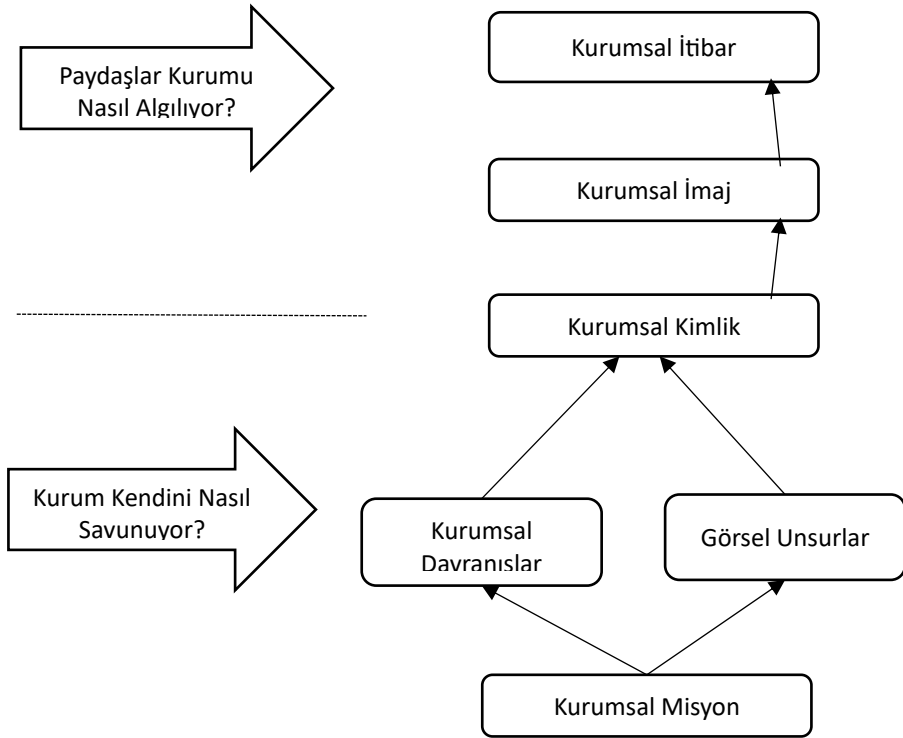 Paydaşlar Kurumu
Nasıl Algılıyor?
Kurumsal İtibar
Kurumsal İmaj
Kurumsal Kimlik
Kurum Kendini Nasıl
Savunuyor?
Kurumsal
Davranışlar
Görsel Unsurlar
Kurumsal Misyon